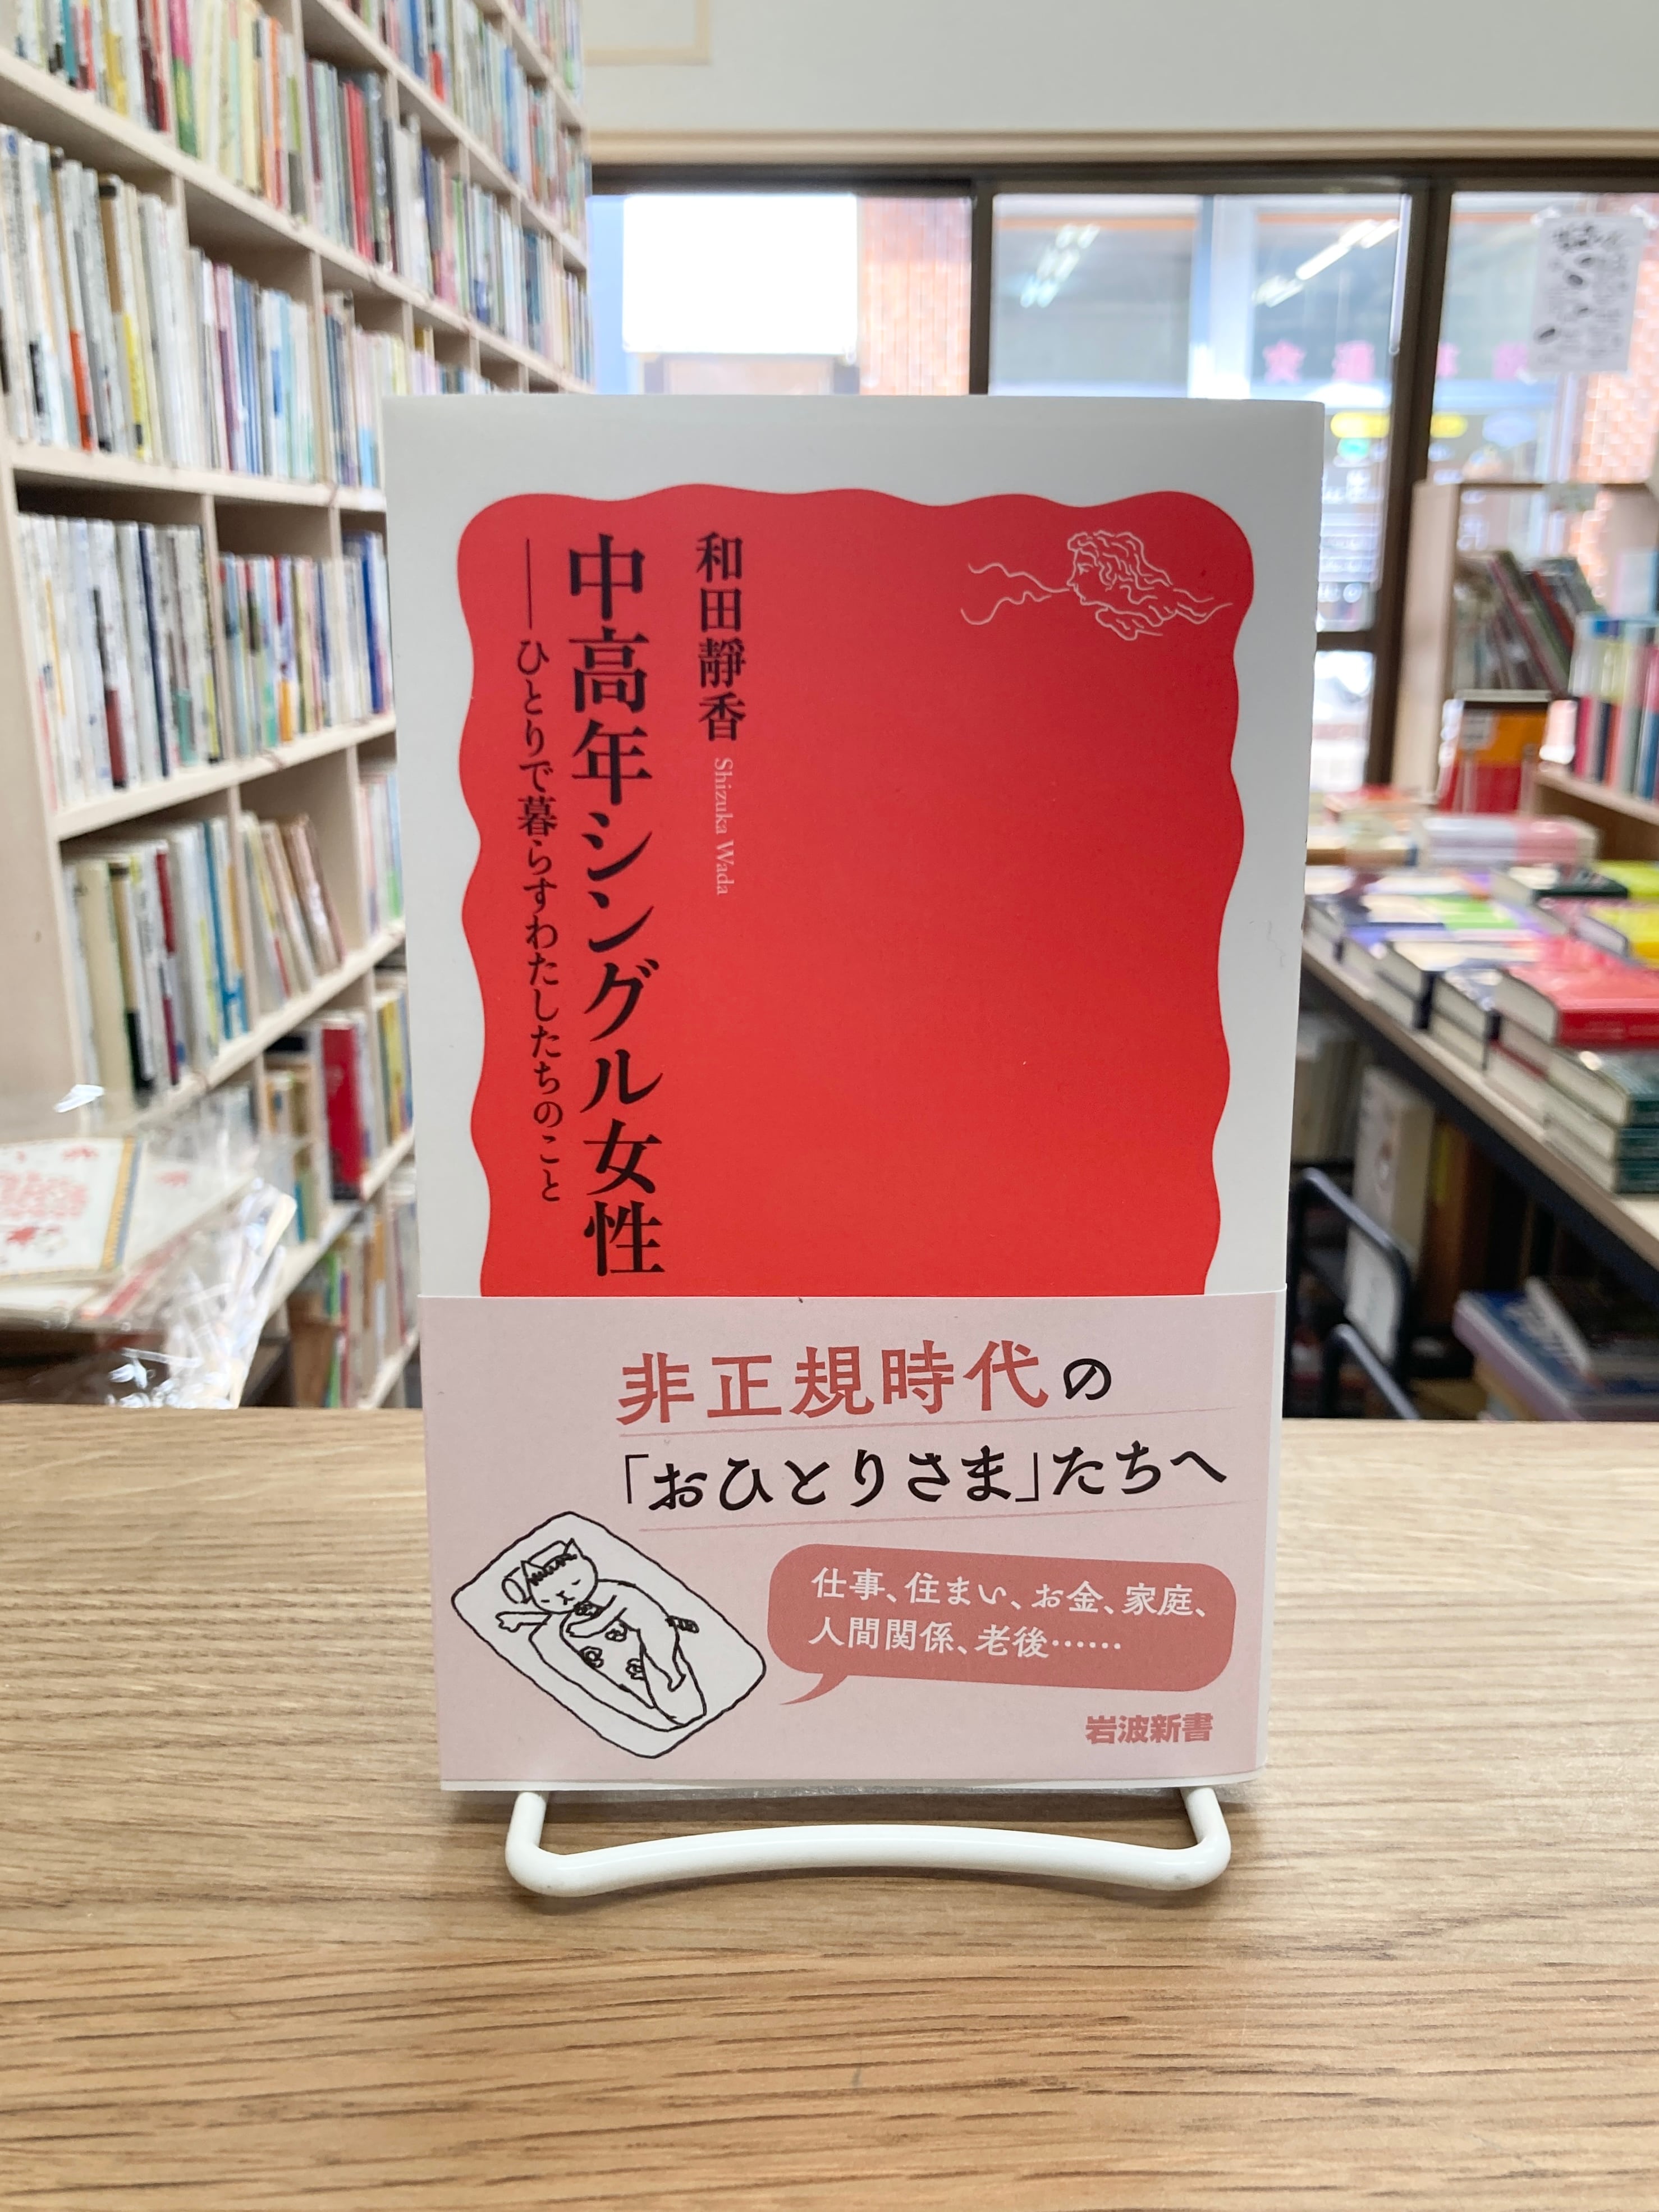 和田靜香 Shizuka Wada
中高年シングル女性
――ひとりで暮らすわたしたちのこと
非正規時代の
「おひとりさま」たちへ
仕事、住まい、お金、家庭、
人間関係、老後……
岩波新書